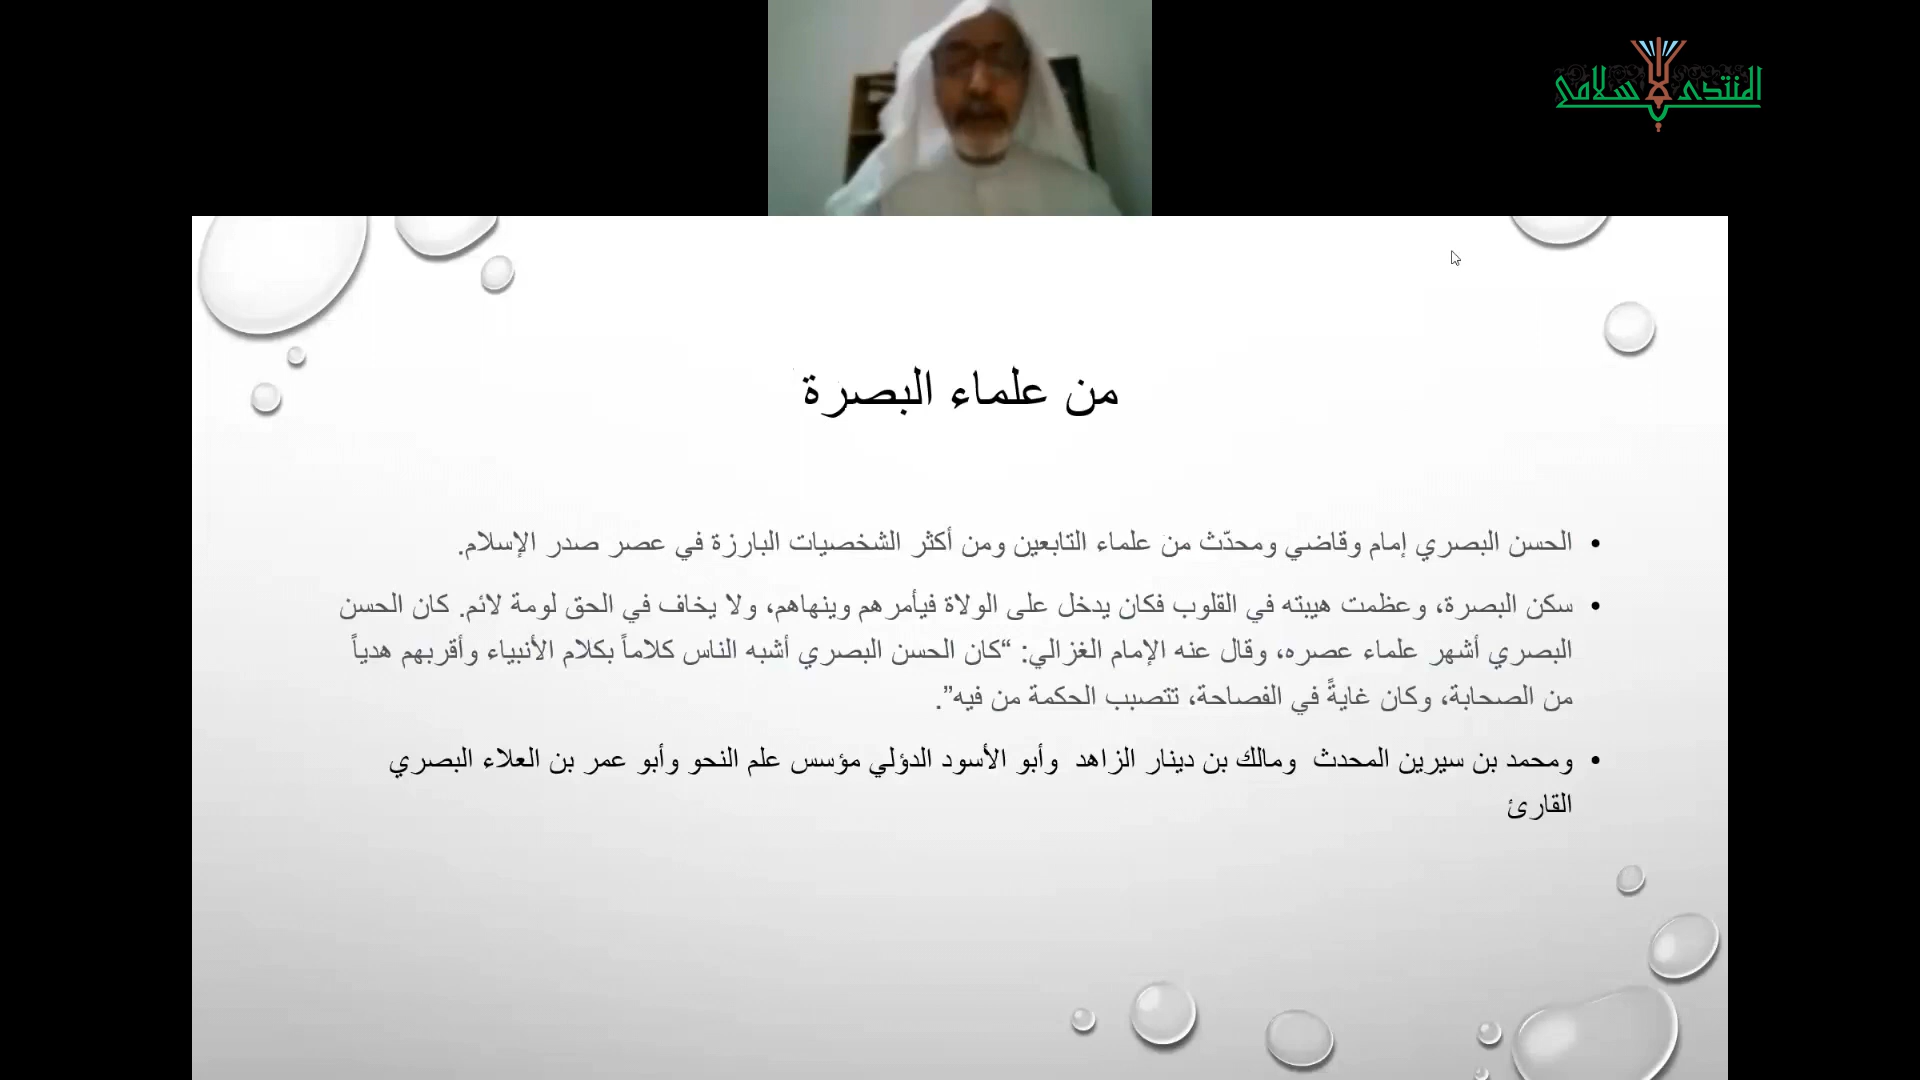 المنتدى الإسلامي
من علماء البصرة
• الحسن البصري إمام وقاضي ومحدّث من علماء التابعين ومن أكثر الشخصيات البارزة في عصر صدر الإسلام.
• سكن البصرة، وعظمت هيبته في القلوب فكان يدخل على الولاة فيأمرهم وينهاهم، ولا يخاف في الحق لومة لائم. كان الحسن
البصري أشهر علماء عصره، وقال عنه الإمام الغزالي: “كان الحسن البصري أشبه الناس كلاماً بكلام الأنبياء وأقربهم هدياً
من الصحابة، وكان غايةً في الفصاحة، تتصبب الحكمة من فيه”.
• ومحمد بن سيرين المحدث ومالك بن دينار الزاهد وأبو الأسود الدؤلي مؤسس علم النحو وأبو عمر بن العلاء البصري
القارئ